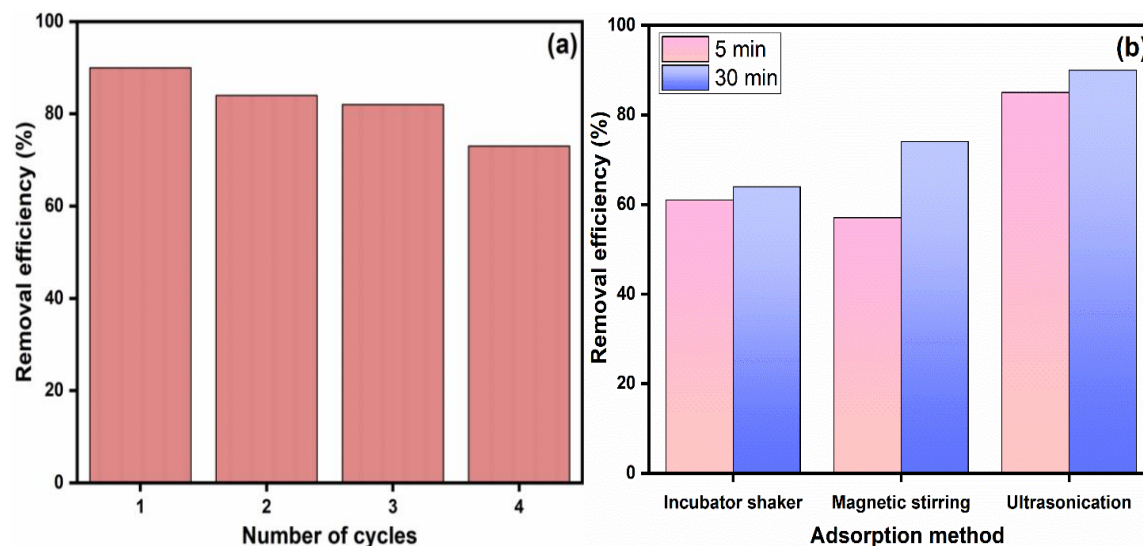 (a)
Removal efficiency (%)
100
80
60
40
20
0
1 2 3 4
Number of cycles
(b)
5 min
30 min
Removal efficiency (%)
100
80
60
40
20
0
Incubator shaker Magnetic stirring Ultrasonication
Adsorption method